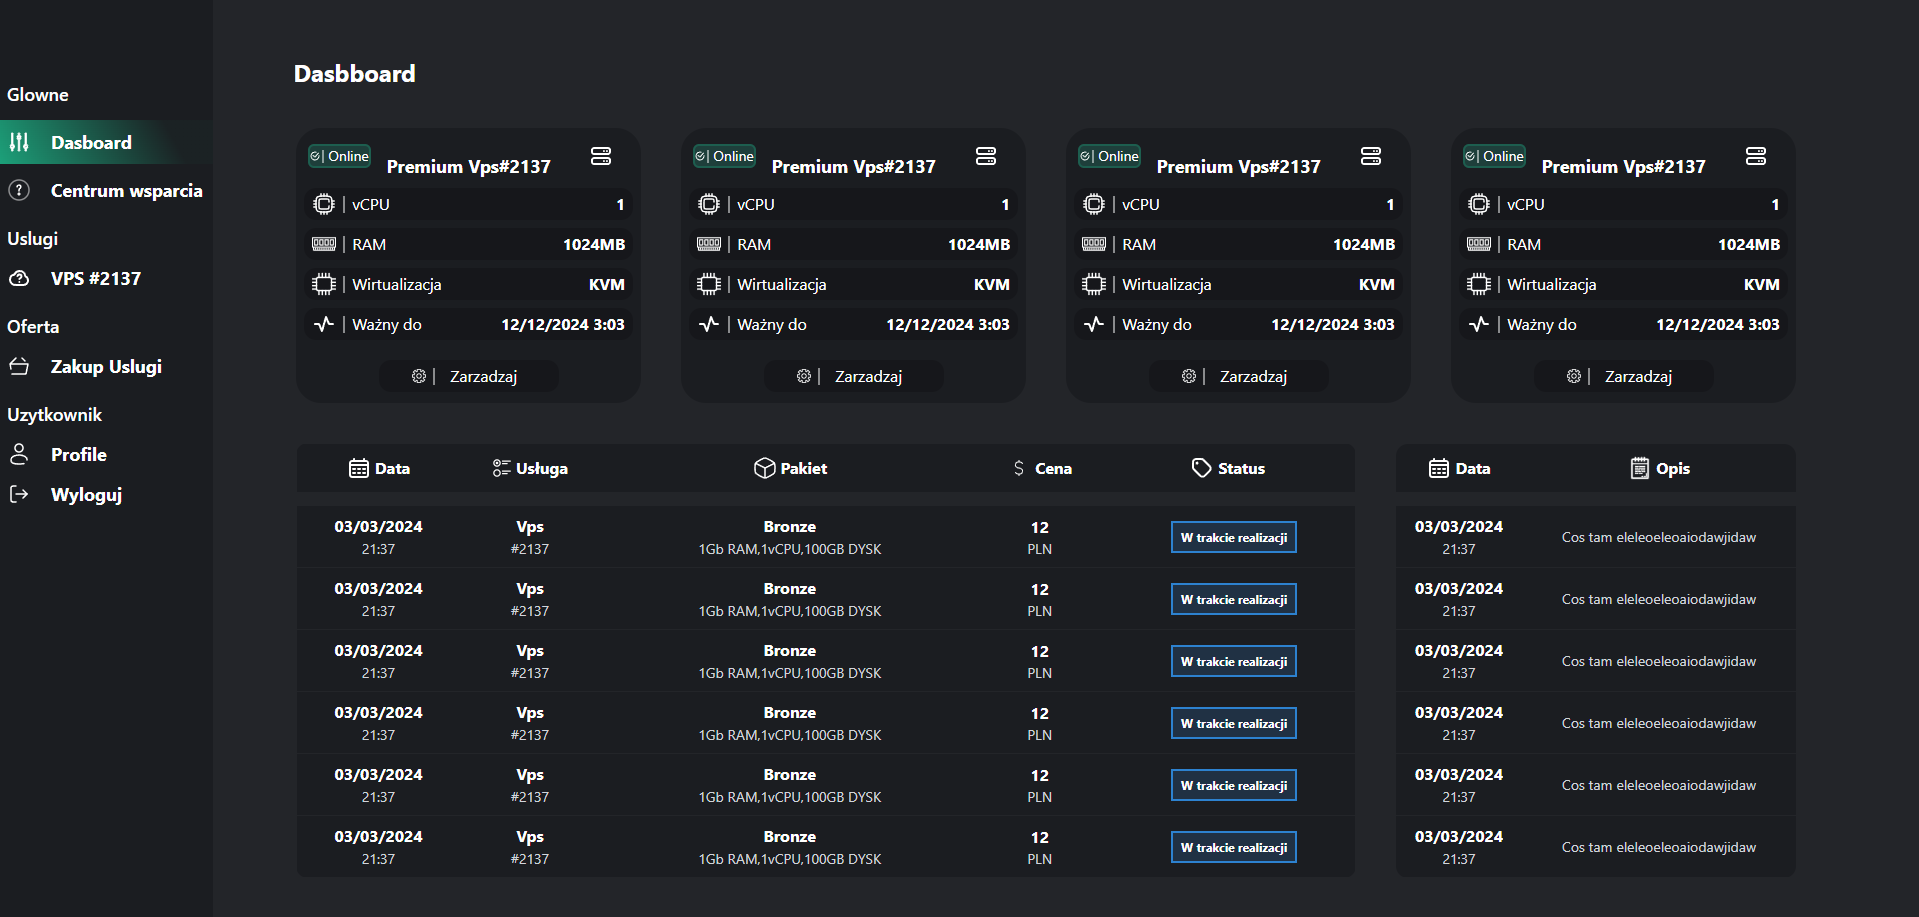 Glowne
Dasboard
Centrum wsparcia
Uslugi
VPS #2137
Oferta
Zakup Uslugi
Uzytkownik
Profile
Wyloguj
Dasbboard
Online
Premium Vps#2137
vCPU 1
RAM 1024MB
Wirtualizacja KVM
Ważny do 12/12/2024 3:03
Zarzadzaj
Online
Premium Vps#2137
vCPU 1
RAM 1024MB
Wirtualizacja KVM
Ważny do 12/12/2024 3:03
Zarzadzaj
Online
Premium Vps#2137
vCPU 1
RAM 1024MB
Wirtualizacja KVM
Ważny do 12/12/2024 3:03
Zarzadzaj
Online
Premium Vps#2137
vCPU 1
RAM 1024MB
Wirtualizacja KVM
Ważny do 12/12/2024 3:03
Zarzadzaj
Data Usługa Pakiet Cena Status
03/03/2024 Vps Bronze 12 W trakcie realizacji
21:37 #2137 1Gb RAM,1vCPU,100GB DYSK PLN
03/03/2024 Vps Bronze 12 W trakcie realizacji
21:37 #2137 1Gb RAM,1vCPU,100GB DYSK PLN
03/03/2024 Vps Bronze 12 W trakcie realizacji
21:37 #2137 1Gb RAM,1vCPU,100GB DYSK PLN
03/03/2024 Vps Bronze 12 W trakcie realizacji
21:37 #2137 1Gb RAM,1vCPU,100GB DYSK PLN
03/03/2024 Vps Bronze 12 W trakcie realizacji
21:37 #2137 1Gb RAM,1vCPU,100GB DYSK PLN
03/03/2024 Vps Bronze 12 W trakcie realizacji
21:37 #2137 1Gb RAM,1vCPU,100GB DYSK PLN
Data Opis
03/03/2024 Cos tam eleleoeleoaiodawjidaw
21:37
03/03/2024 Cos tam eleleoeleoaiodawjidaw
21:37
03/03/2024 Cos tam eleleoeleoaiodawjidaw
21:37
03/03/2024 Cos tam eleleoeleoaiodawjidaw
21:37
03/03/2024 Cos tam eleleoeleoaiodawjidaw
21:37
03/03/2024 Cos tam eleleoeleoaiodawjidaw
21:37